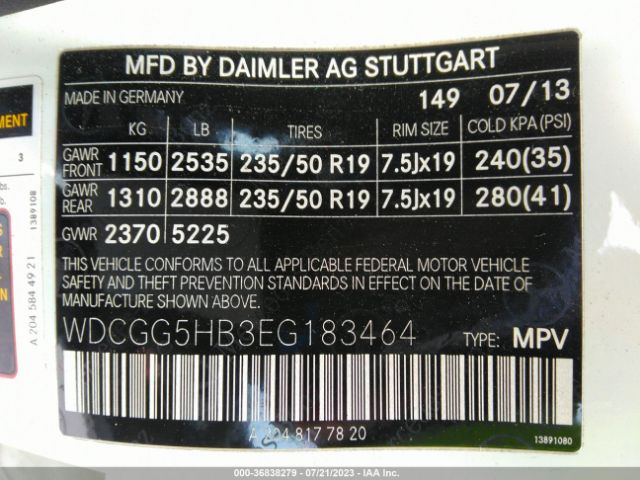 MFD BY DAIMLER AG STUTTGART
MADE IN GERMANY 149 07/13
KG LB TIRES RIM SIZE COLD KPA(PSI)
GAWR FRONT 1150 2535 235/50 R19 7.5Jx19 240(35)
GAWR REAR 1310 2888 235/50 R19 7.5Jx19 280(41)
GVWR 2370 5225
THIS VEHICLE CONFORMS TO ALL APPLICABLE FEDERAL MOTOR VEHICLE
SAFETY AND THEFT PREVENTION STANDARDS IN EFFECT ON THE DATE
OF MANUFACTURE SHOWN ABOVE.
WDCGG5HB3EG183464 TYPE: MPV
A 204 817 78 20
13891080
3
1389108
A 204 584 49 21
000-36838279 - 07/21/2023 - IAA Inc.